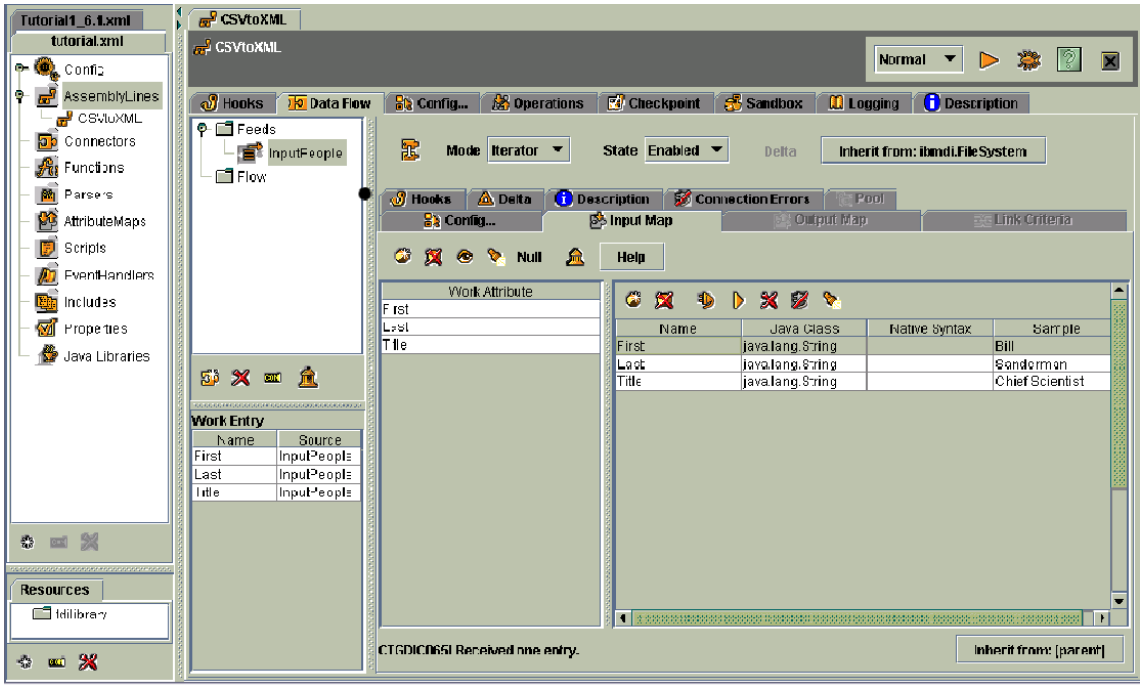 Tutorial1_6.1.xml
tutorial.xml
Config
AssemblyLines
CSVtoXML
Connectors
Functions
Parsers
AttributeMaps
Scripts
EventHandlers
Includes
Properties
Java Libraries
Resources
tdilibrary
CSVtoXML
CSVtoXML
Normal
Hooks
Data Flow
Config...
Operations
Checkpoint
Sandbox
Logging
Description
Feeds
InputPeople
Flow
Work Entry
Name Source
First InputPeople
Last InputPeople
Title InputPeople
Mode Iterator State Enabled Delta Inherit from: ibmdi.FileSystem
Hooks Delta Description Connection Errors Pool
Config... Input Map Output Map Link Criteria
Null Help
Work Attribute
First
Last
Title
Name Java Class Native Syntax Sample
First java.lang.String Bill
Last java.lang.String Sanderman
Title java.lang.String Chief Scientist
CTGDIC065I Received one entry.
Inherit from: [parent]